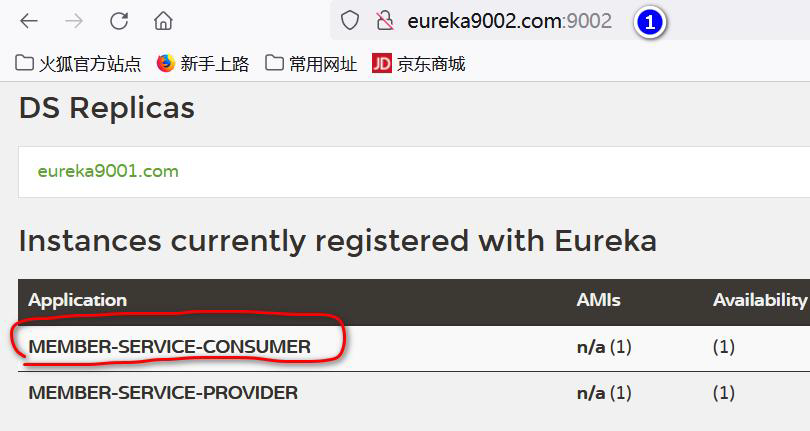 eureka9002.com:9002 1
火狐官方站点 新手上路 常用网址 JD 京东商城
DS Replicas
eureka9001.com
Instances currently registered with Eureka
Application AMIs Availability
MEMBER-SERVICE-CONSUMER n/a (1) (1)
MEMBER-SERVICE-PROVIDER n/a (1) (1)